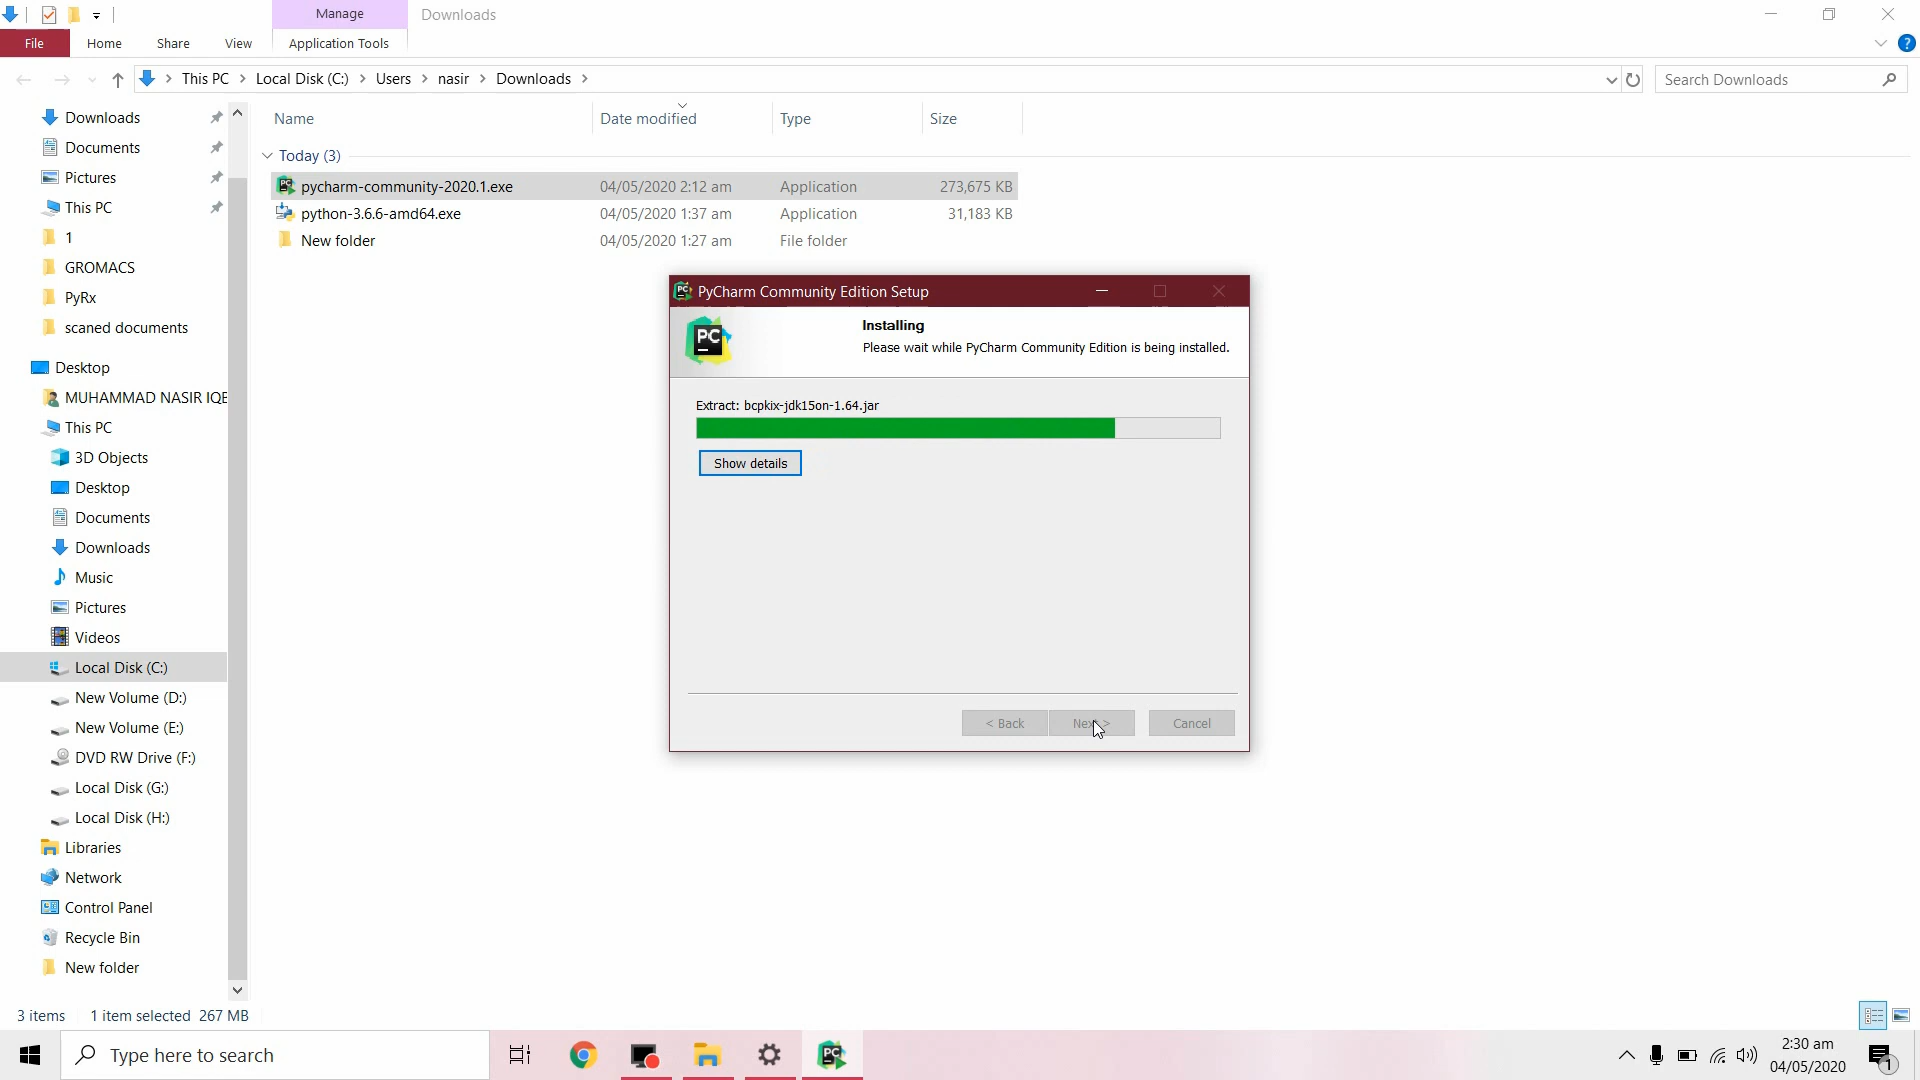 Manage
Downloads
File
Home
Share
View
Application Tools
This PC
Local Disk (C:)
Users
nasir
Downloads
Search Downloads
Name
Date modified
Type
Size
Today (3)
pycharm-community-2020.1.exe 04/05/2020 2:12 am Application 273,675 KB
python-3.6.6-amd64.exe 04/05/2020 1:37 am Application 31,183 KB
New folder 04/05/2020 1:27 am File folder
Downloads
Documents
Pictures
This PC
1
GROMACS
PyRx
scaned documents
Desktop
MUHAMMAD NASIR IQB
This PC
3D Objects
Desktop
Documents
Downloads
Music
Pictures
Videos
Local Disk (C:)
New Volume (D:)
New Volume (E:)
DVD RW Drive (F:)
Local Disk (G:)
Local Disk (H:)
Libraries
Network
Control Panel
Recycle Bin
New folder
PC PyCharm Community Edition Setup
PC
Installing
Please wait while PyCharm Community Edition is being installed.
Extract: bcpkix-jdk15on-1.64.jar
Show details
< Back
Next >
Cancel
3 items 1 item selected 267 MB
Type here to search
PC
2:30 am
04/05/2020
1